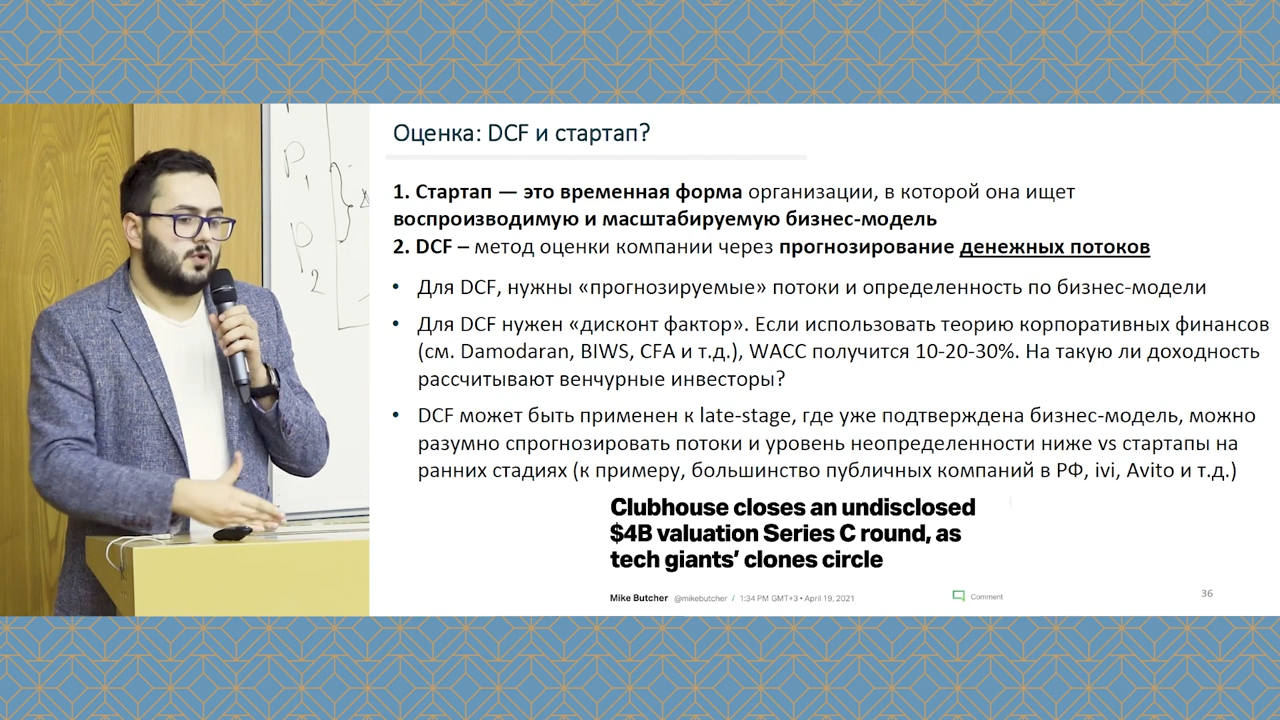 P1
P2
Оценка: DCF и стартап?
1. Стартап — это временная форма организации, в которой она ищет
воспроизводимую и масштабируемую бизнес-модель
2. DCF – метод оценки компании через прогнозирование денежных потоков
• Для DCF, нужны «прогнозируемые» потоки и определенность по бизнес-модели
• Для DCF нужен «дисконт фактор». Если использовать теорию корпоративных финансов
(см. Damodaran, BIWS, CFA и т.д.), WACC получится 10-20-30%. На такую ли доходность
рассчитывают венчурные инвесторы?
• DCF может быть применен к late-stage, где уже подтверждена бизнес-модель, можно
разумно спрогнозировать потоки и уровень неопределенности ниже vs стартапы на
ранних стадиях (к примеру, большинство публичных компаний в РФ, ivi, Avito и т.д.)
Clubhouse closes an undisclosed
$4B valuation Series C round, as
tech giants’ clones circle
Mike Butcher @mikebutcher / 1:34 PM GMT+3 • April 19, 2021 Comment
36